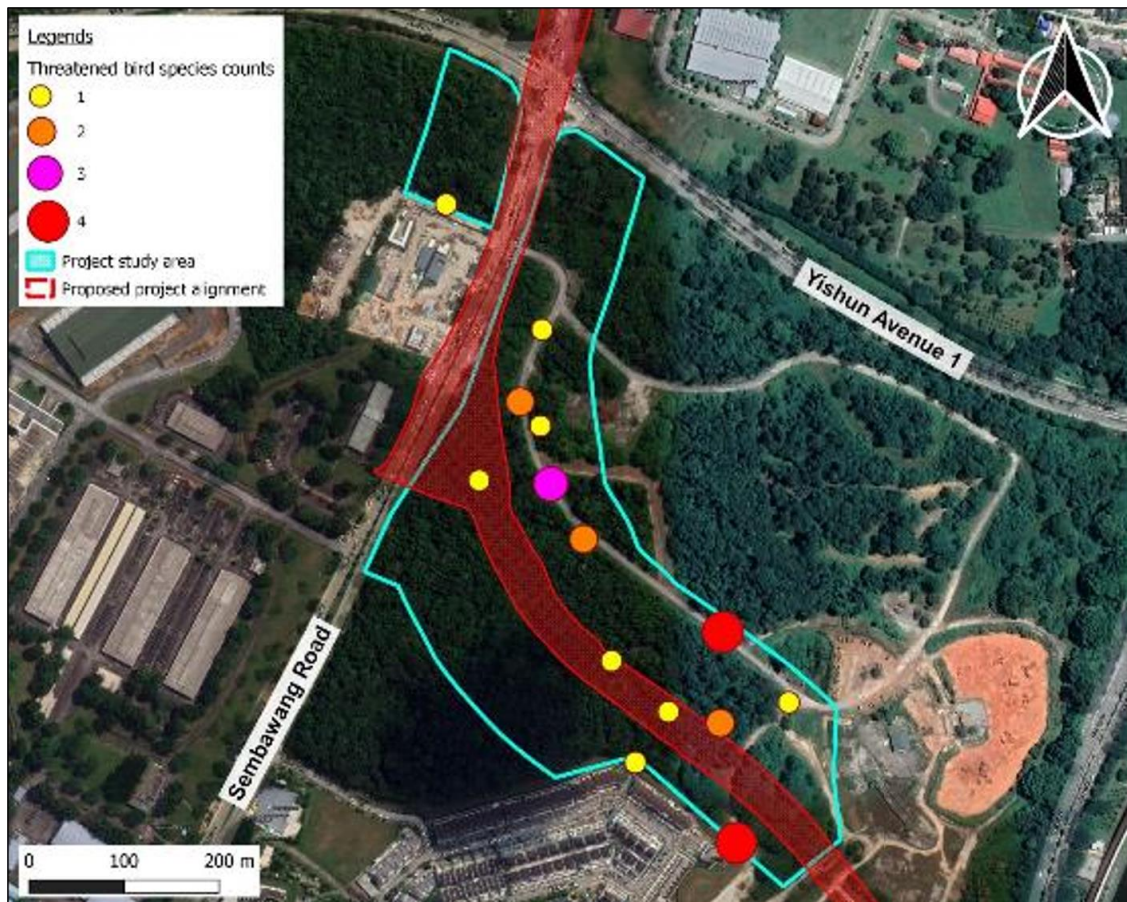 Legends
Threatened bird species counts
1
2
3
4
Project study area
Proposed project alignment
Yishun Avenue 1
Sembawang Road
0 100 200 m